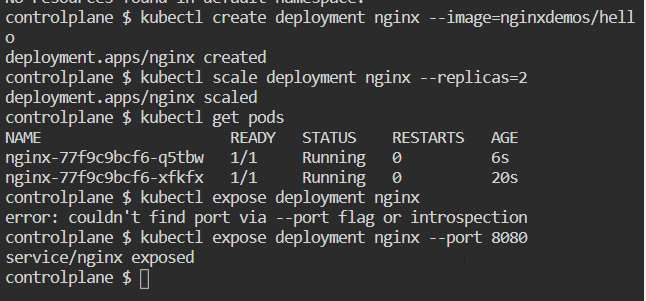 No resources found in default namespace.
controlplane $ kubectl create deployment nginx --image=nginxdemos/hell
o
deployment.apps/nginx created
controlplane $ kubectl scale deployment nginx --replicas=2
deployment.apps/nginx scaled
controlplane $ kubectl get pods
NAME READY STATUS RESTARTS AGE
nginx-77f9c9bcf6-q5tbw 1/1 Running 0 6s
nginx-77f9c9bcf6-xfkfx 1/1 Running 0 20s
controlplane $ kubectl expose deployment nginx
error: couldn't find port via --port flag or introspection
controlplane $ kubectl expose deployment nginx --port 8080
service/nginx exposed
controlplane $